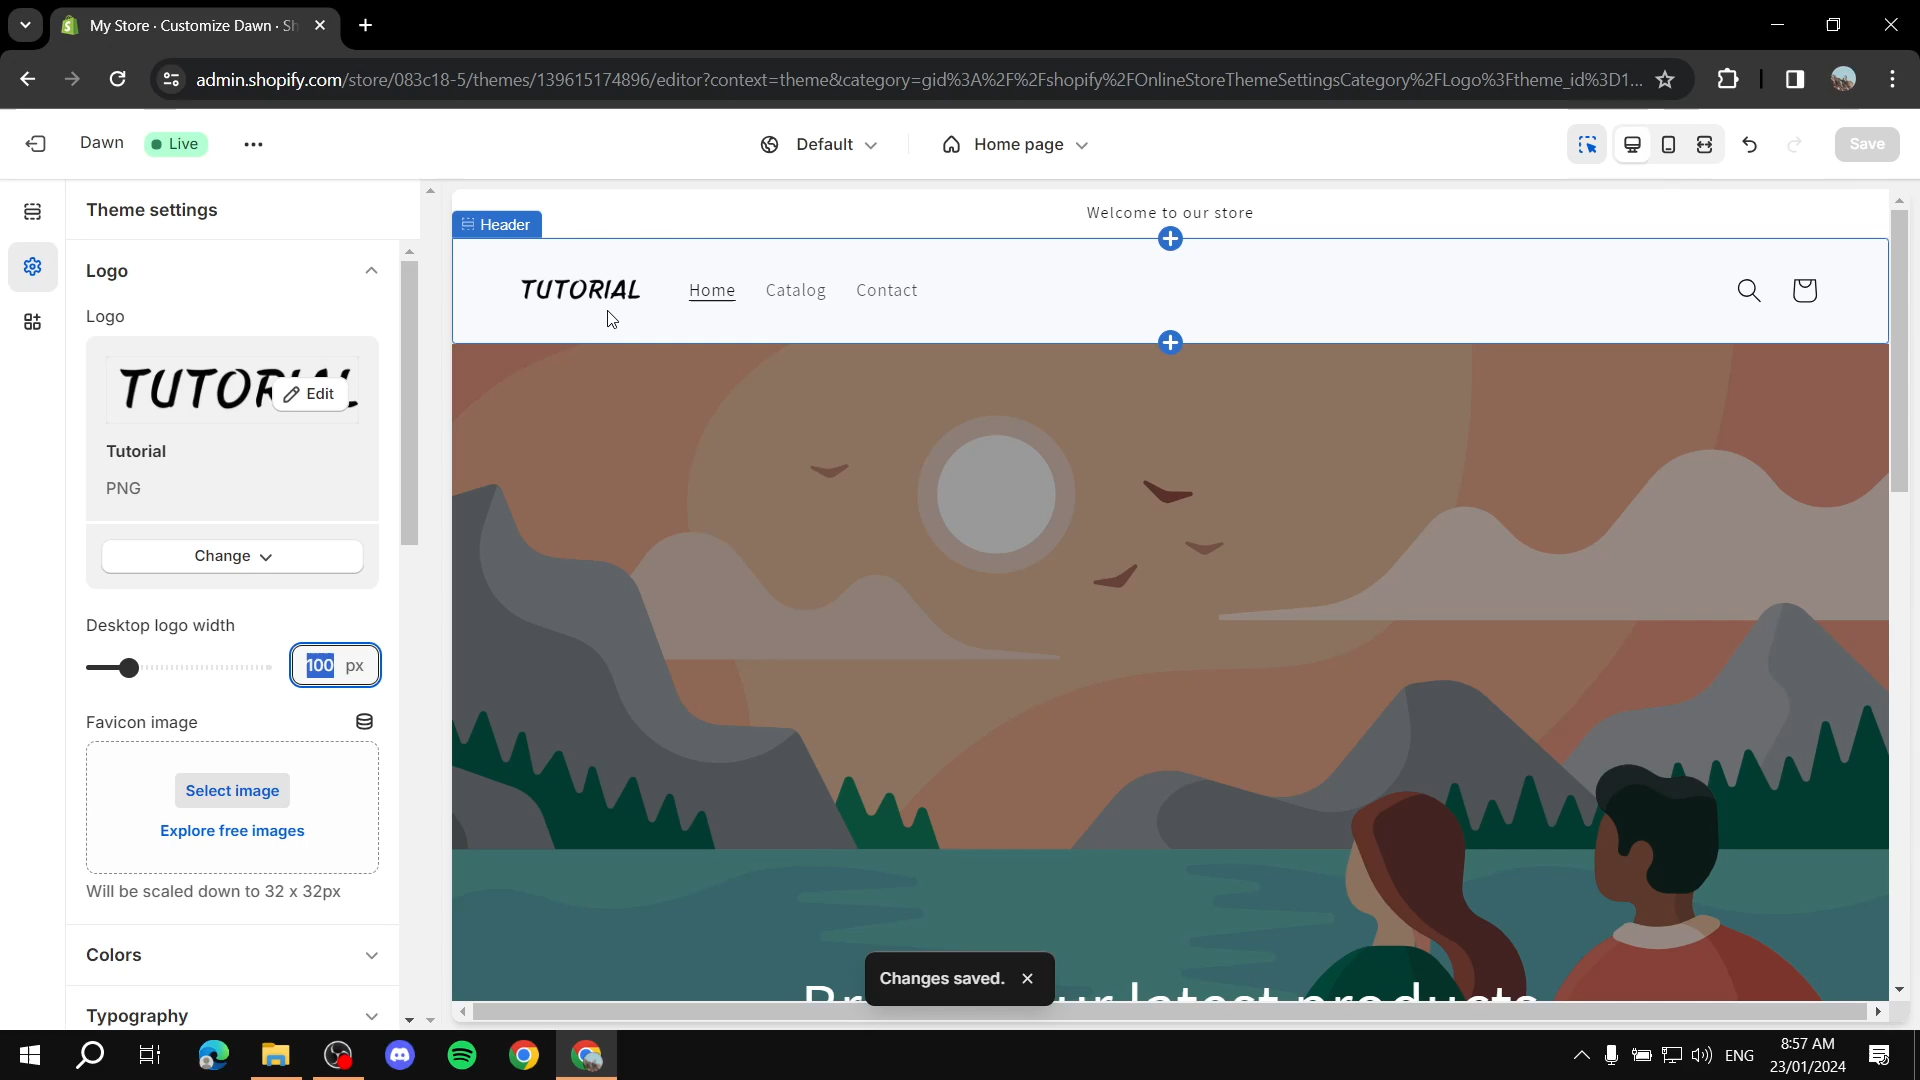 My Store · Customize Dawn · Sh
admin.shopify.com/store/083c18-5/themes/139615174896/editor?context=theme&category=gid%3A%2F%2Fshopify%2FOnlineStoreThemeSettingsCategory%2FLogo%3Ftheme_id%3D1...
Dawn
Live
Default
Home page
Save
Theme settings
Logo
Logo
TUTORIAL
Edit
Tutorial
PNG
Change
Desktop logo width
100 px
Favicon image
Select image
Explore free images
Will be scaled down to 32 x 32px
Colors
Typography
Welcome to our store
Header
TUTORIAL
Home
Catalog
Contact
latest products
Changes saved.
ENG
8:57 AM
23/01/2024